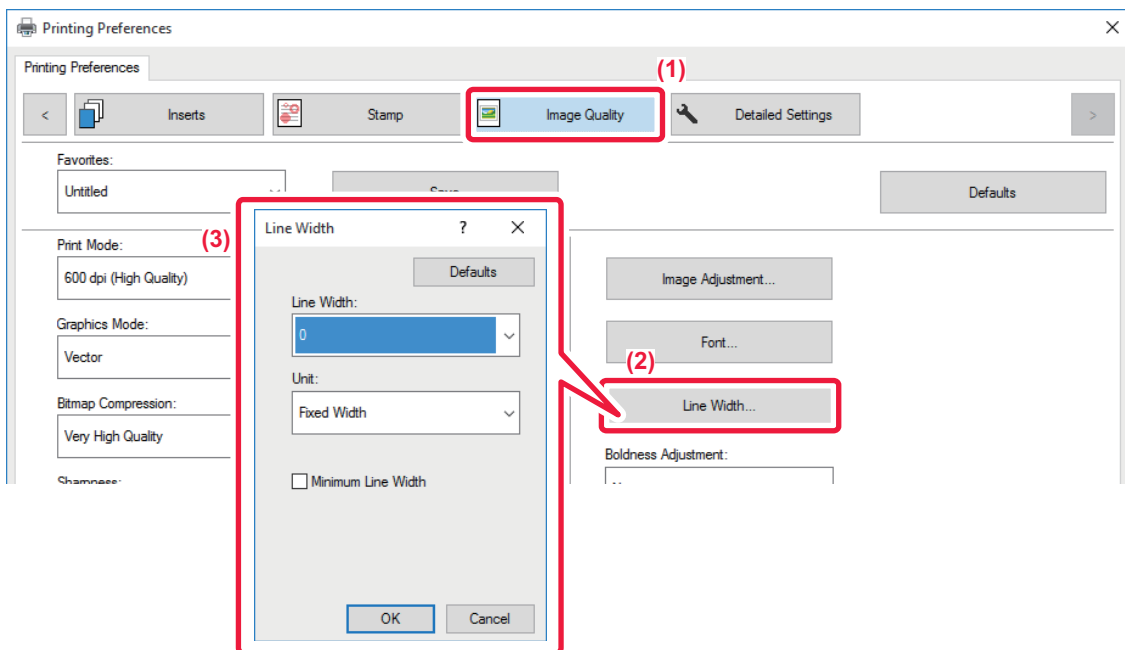 Printing Preferences
Printing Preferences
(1)
< Inserts Stamp Image Quality Detailed Settings >
Favorites:
Untitled
Save
Defaults
Print Mode:
600 dpi (High Quality)
Graphics Mode:
Vector
Bitmap Compression:
Very High Quality
Sharpness:
(3)
Line Width ?
Defaults
Line Width:
0
Unit:
Fixed Width
Minimum Line Width
OK Cancel
Image Adjustment...
Font...
(2)
Line Width...
Boldness Adjustment: